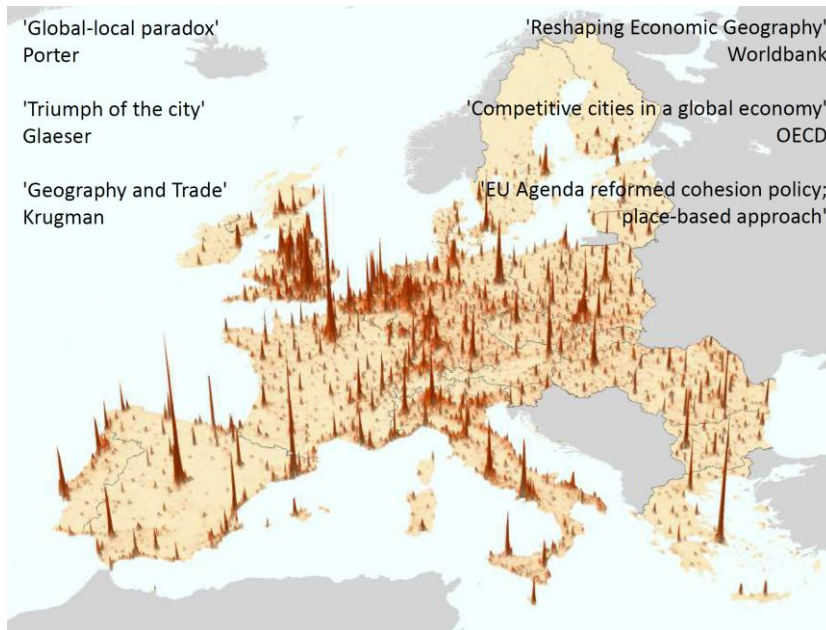 'Global-local paradox'
Porter
'Triumph of the city'
Glaeser
'Geography and Trade'
Krugman
'Reshaping Economic Geography'
Worldbank
'Competitive cities in a global economy'
OECD
'EU Agenda reformed cohesion policy;
place-based approach'